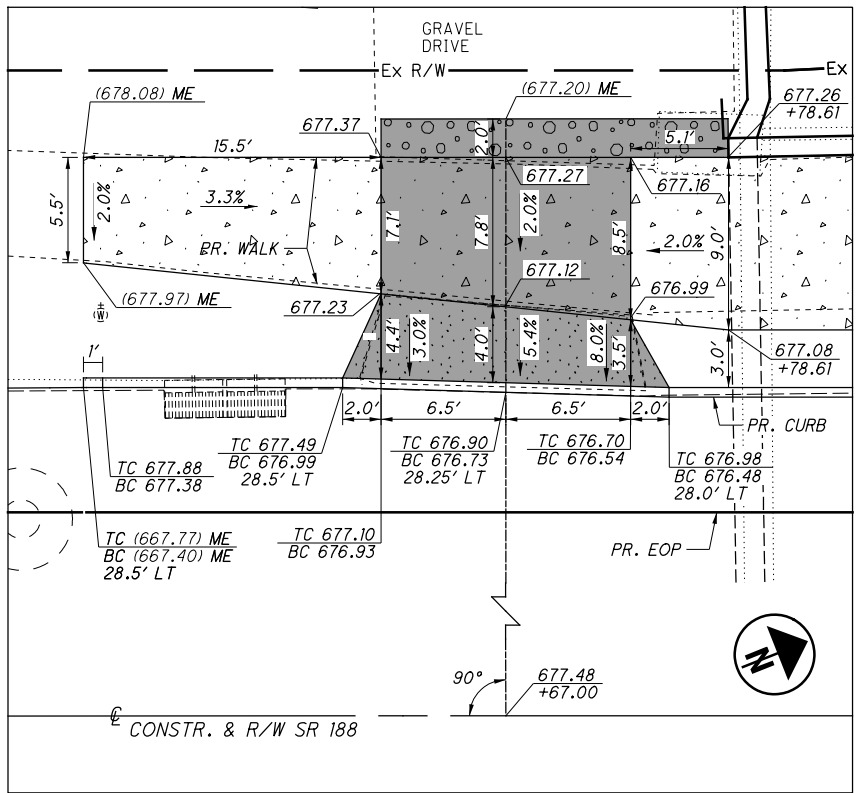 GRAVEL
DRIVE
Ex R/W
Ex
(678.08) ME
(677.20) ME
677.26
+78.61
677.37
2.0'
5.1'
15.5'
677.27
677.16
5.5'
2.0%
3.3%
7.1'
7.8'
2.0%
8.5'
2.0%
9.0'
PR. WALK
677.12
(677.97) ME
677.23
676.99
677.08
+78.61
±
(W)
1'
4.4'
3.0%
4.0'
5.4%
8.0%
3.5'
3.0'
2.0'
6.5'
6.5'
2.0'
PR. CURB
TC 677.88
BC 677.38
TC 677.49
BC 676.99
28.5' LT
TC 676.90
BC 676.73
28.25' LT
TC 676.70
BC 676.54
TC 676.98
BC 676.48
28.0' LT
TC (667.77) ME
BC (667.40) ME
28.5' LT
TC 677.10
BC 676.93
PR. EOP
N
90°
677.48
+67.00
℄ CONSTR. & R/W SR 188